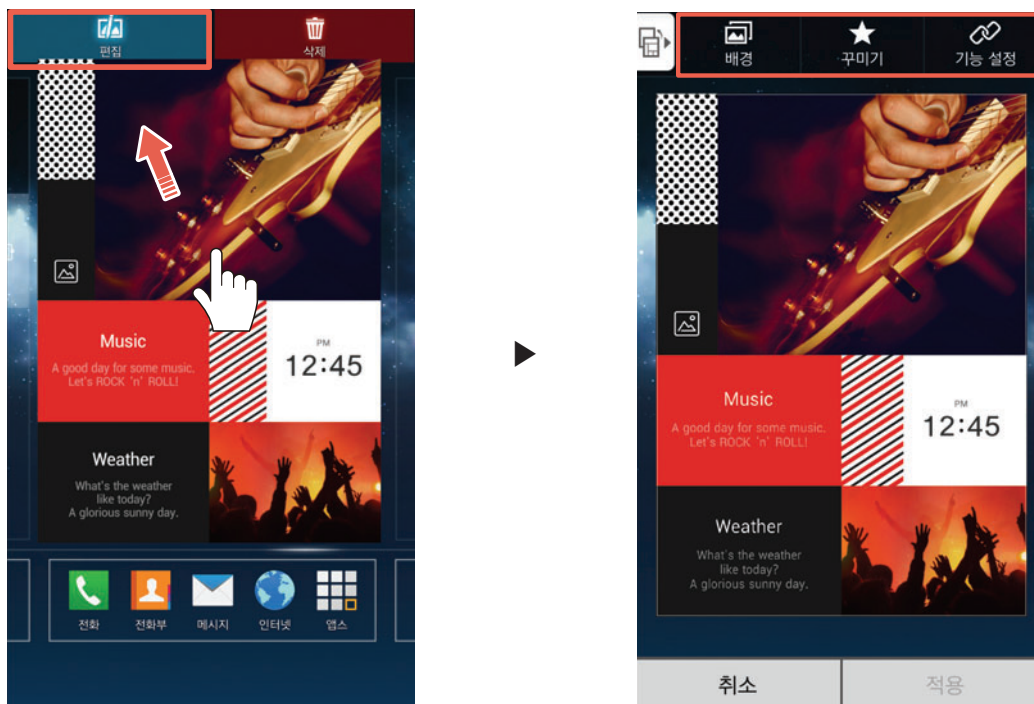 편집
삭제
Music
A good day for some music.
Let's ROCK 'n' ROLL!
PM
12:45
Weather
What's the weather
like today?
A glorious sunny day.
전화
전화부
메시지
인터넷
앱스
배경
꾸미기
기능 설정
Music
A good day for some music.
Let's ROCK 'n' ROLL!
PM
12:45
Weather
What's the weather
like today?
A glorious sunny day.
취소
적용